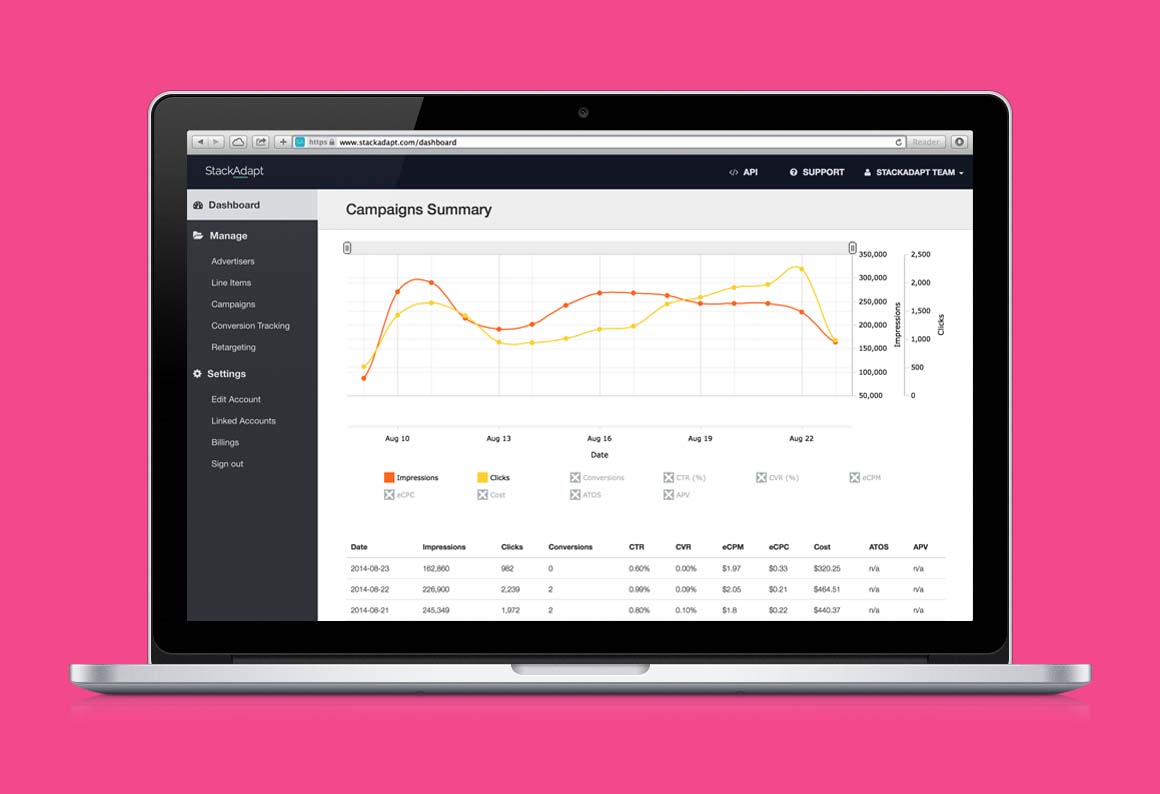 https www.stackadapt.com/dashboard Reader
StackAdapt API SUPPORT STACKADAPT TEAM
Dashboard
Manage
Advertisers
Line Items
Campaigns
Conversion Tracking
Retargeting
Settings
Edit Account
Linked Accounts
Billings
Sign out
Campaigns Summary
350,000 2,500
300,000 2,000
250,000 1,500
200,000 1,000
150,000 500
100,000 0
50,000
Impressions
Clicks
Aug 10 Aug 13 Aug 16 Aug 19 Aug 22
Date
Impressions Clicks Conversions CTR (%) CVR (%) eCPM
eCPC Cost ATOS APV
Date Impressions Clicks Conversions CTR CVR eCPM eCPC Cost ATOS APV
2014-08-23 162,860 982 0 0.60% 0.00% $1.97 $0.33 $320.25 n/a n/a
2014-08-22 226,900 2,239 2 0.99% 0.09% $2.05 $0.21 $464.51 n/a n/a
2014-08-21 245,349 1,972 2 0.80% 0.10% $1.8 $0.22 $440.37 n/a n/a